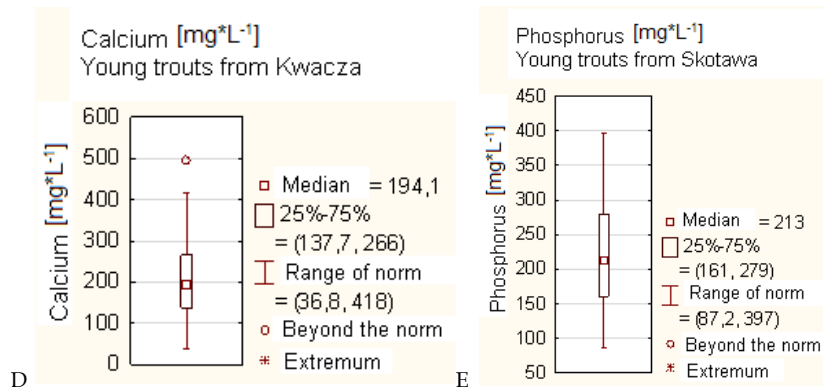 Calcium [mg*L-1]
Young trouts from Kwacza
600
500
400
300
200
100
0
Calcium [mg*L-1]
Median = 194,1
25%-75%
= (137,7, 266)
Range of norm
= (36,8, 418)
Beyond the norm
Extremum
D
Phosphorus [mg*L-1]
Young trouts from Skotawa
450
400
350
300
250
200
150
100
50
Phosphorus [mg*L-1]
Median = 213
25%-75%
= (161, 279)
Range of norm
= (87,2, 397)
Beyond the norm
Extremum
E